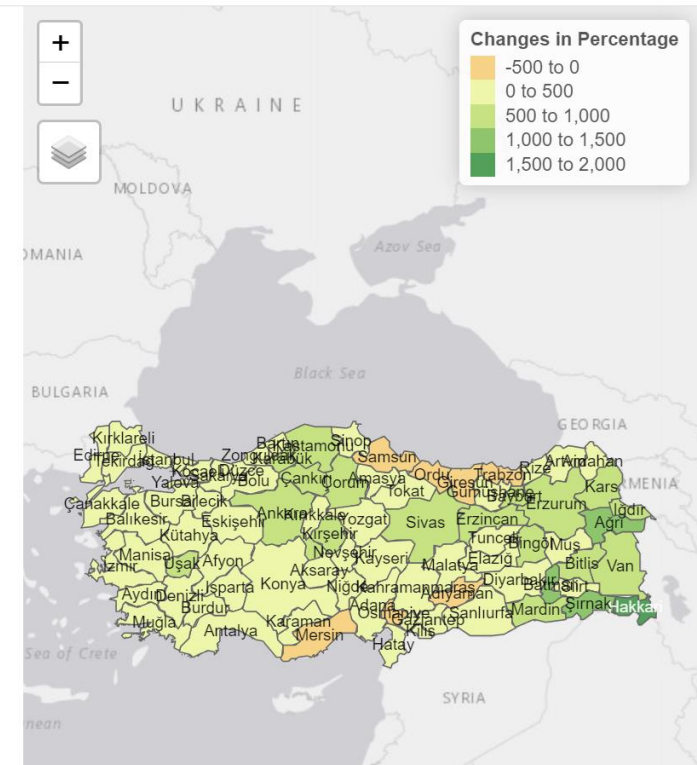 +
−
Changes in Percentage
-500 to 0
0 to 500
500 to 1,000
1,000 to 1,500
1,500 to 2,000
UKRAINE
MOLDOVA
OMANIA
Azov Sea
Black Sea
BULGARIA
GEORGIA
RMENIA
Kırklareli
Edirne
Tekirdağ
İstanbul
Kocaeli
Sakarya
Düzce
Yalova
Bolu
Zonguldak
Bartın
Karabük
Kastamonu
Sinop
Samsun
Çankırı
Çorum
Amasya
Tokat
Ordu
Giresun
Trabzon
Gümüşhane
Rize
Artvin
Ardahan
Bayburt
Erzurum
Kars
Iğdır
Ağrı
Çanakkale
Balıkesir
Bursa
Bilecik
Eskişehir
Kütahya
Ankara
Kırıkkale
Kırşehir
Yozgat
Sivas
Erzincan
Tunceli
Bingöl
Muş
Bitlis
Van
Manisa
İzmir
Uşak
Afyon
Nevşehir
Kayseri
Malatya
Elazığ
Aksaray
Konya
Niğde
Kahramanmaraş
Adıyaman
Diyarbakır
Batman
Siirt
Şırnak
Hakkari
Aydın
Denizli
Isparta
Burdur
Muğla
Antalya
Karaman
Mersin
Adana
Osmaniye
Gaziantep
Kilis
Şanlıurfa
Mardin
Hatay
Sea of Crete
nean
SYRIA